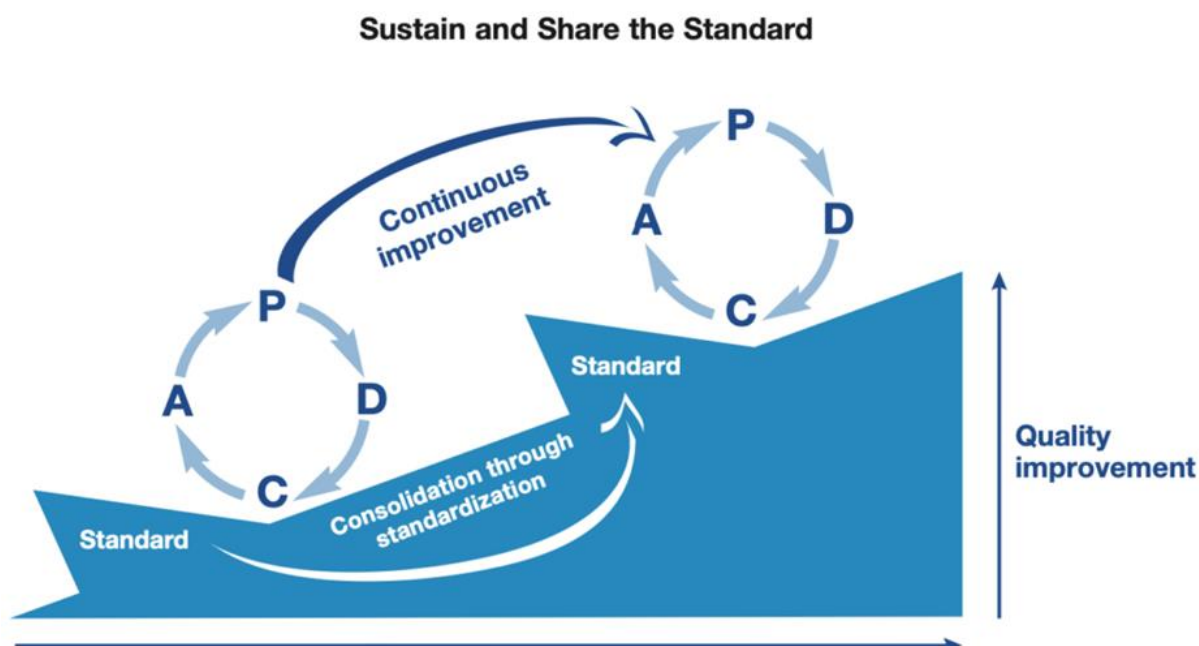 Sustain and Share the Standard
P
D
C
A
Continuous
improvement
P
D
C
A
Standard
Consolidation through
standardization
Standard
Quality
improvement